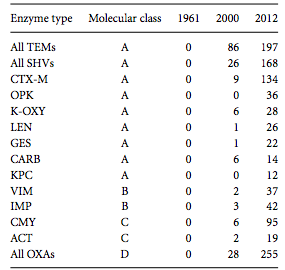 Enzyme type Molecular class 1961 2000 2012
All TEMs A 0 86 197
All SHVs A 0 26 168
CTX-M A 0 9 134
OPK A 0 0 36
K-OXY A 0 6 28
LEN A 0 1 26
GES A 0 1 22
CARB A 0 6 14
KPC A 0 0 12
VIM B 0 2 37
IMP B 0 3 42
CMY C 0 6 95
ACT C 0 2 19
All OXAs D 0 28 255